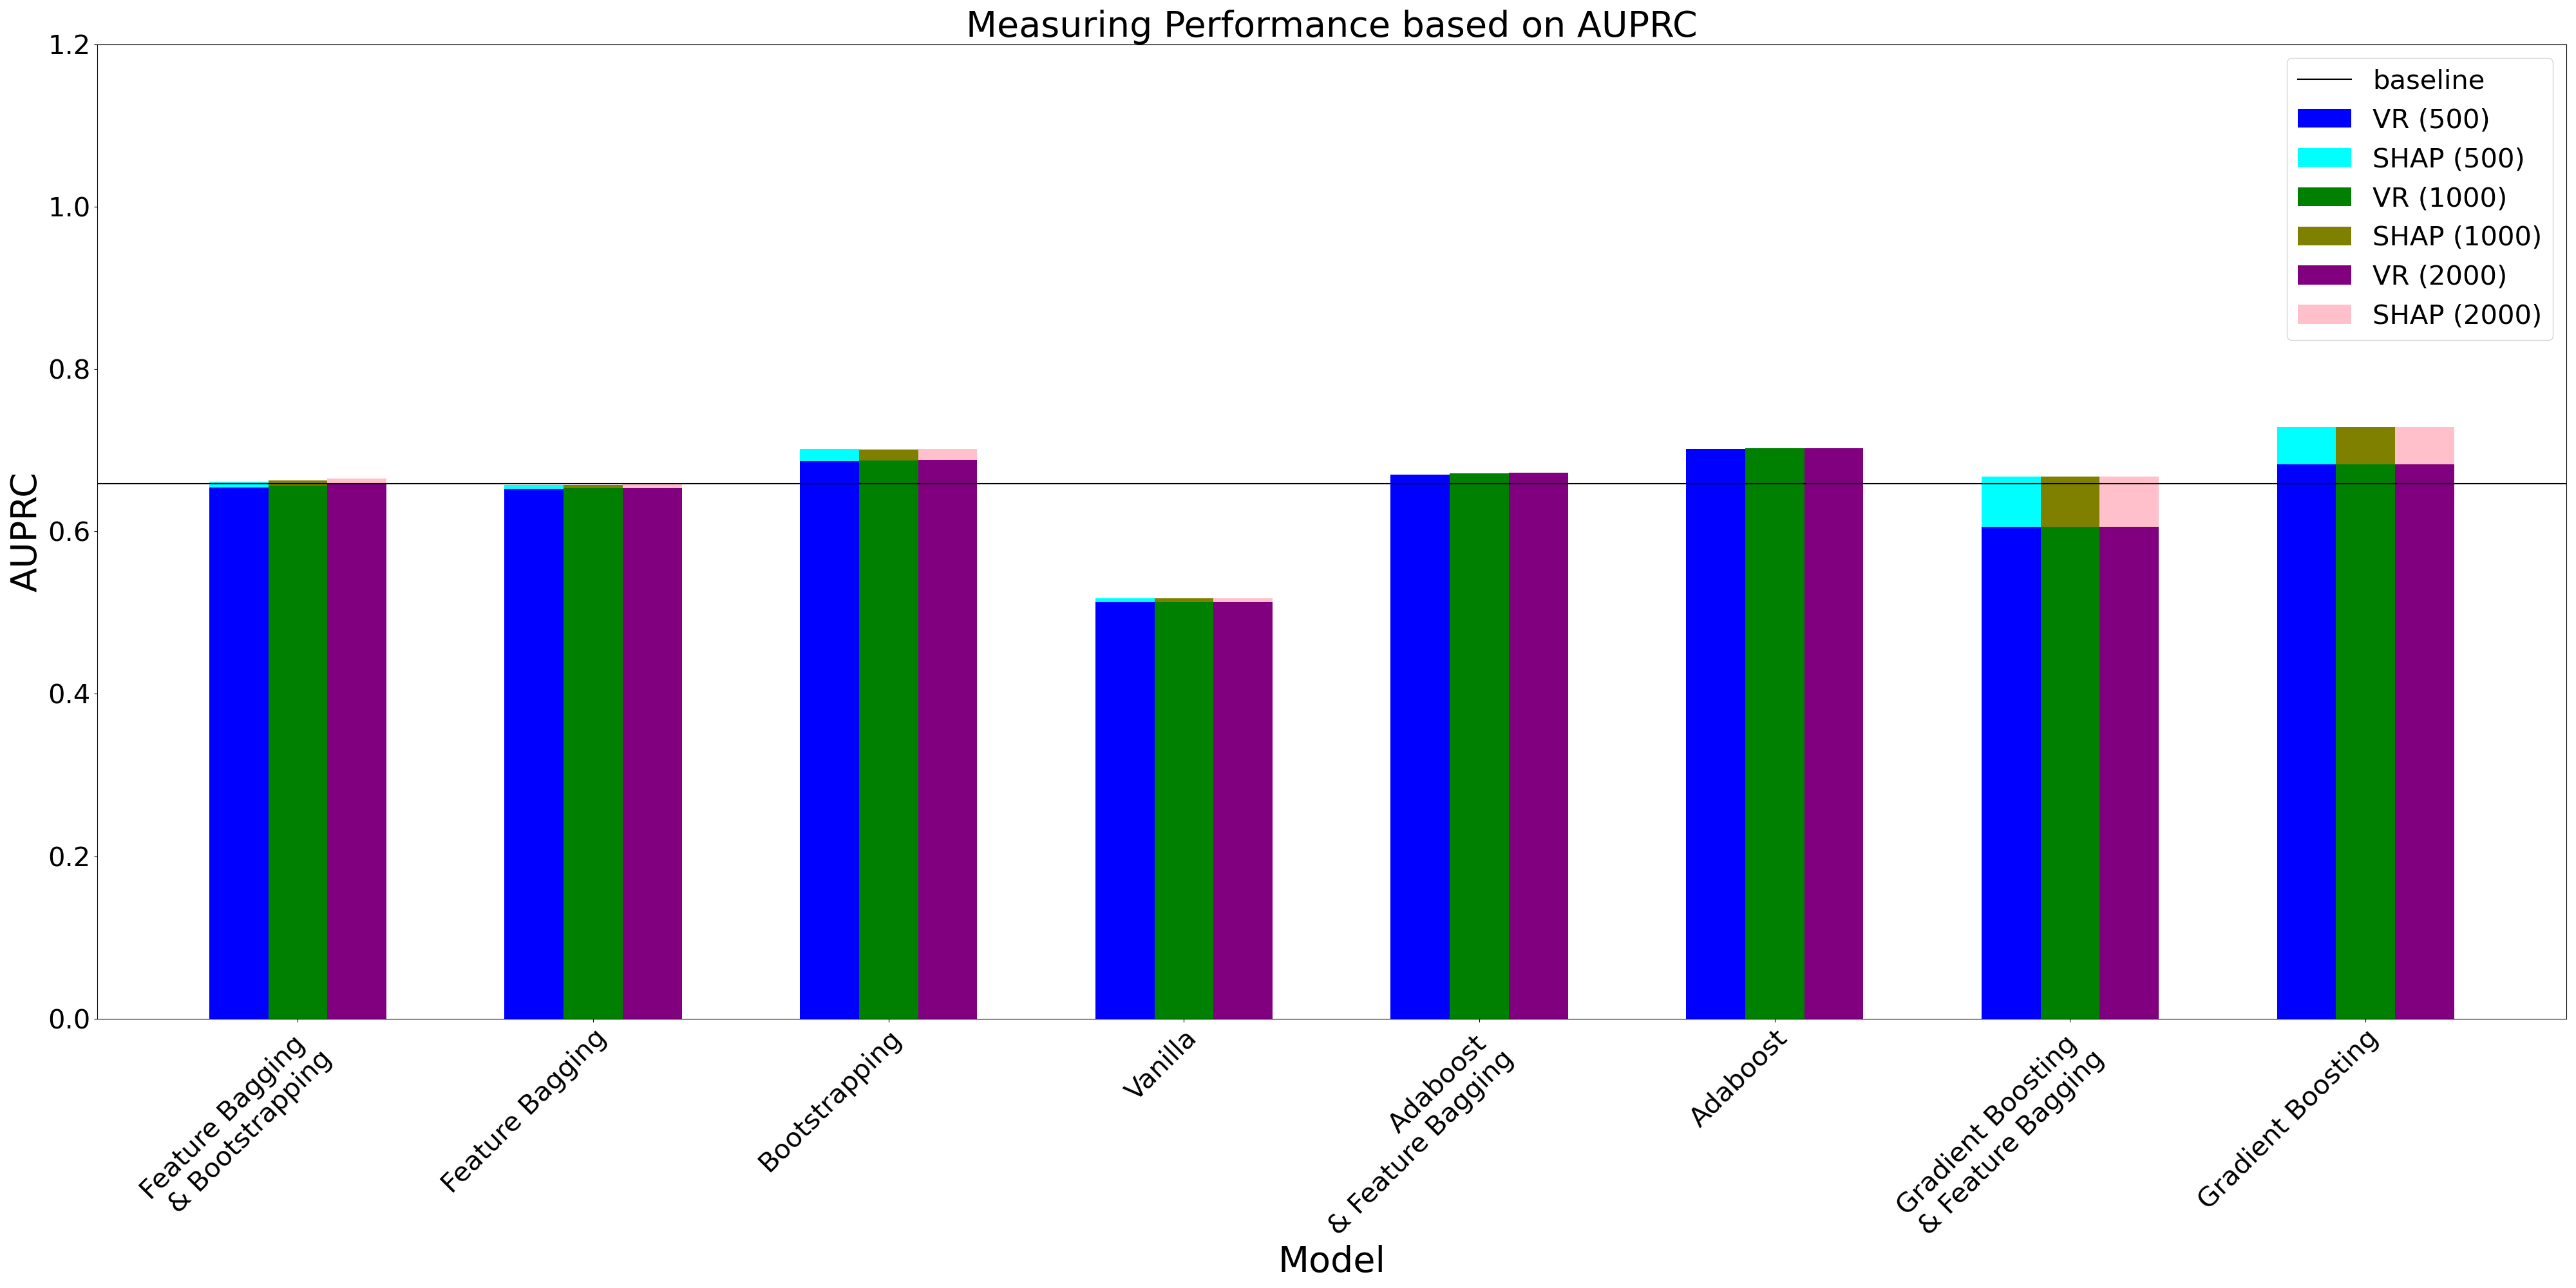 Measuring Performance based on AUPRC
1.2
1.0
0.8
0.6
0.4
0.2
0.0
AUPRC
baseline
VR (500)
SHAP (500)
VR (1000)
SHAP (1000)
VR (2000)
SHAP (2000)
Feature Bagging
& Bootstrapping
Feature Bagging
Bootstrapping
Vanilla
Adaboost
& Feature Bagging
Adaboost
Gradient Boosting
& Feature Bagging
Gradient Boosting
Model